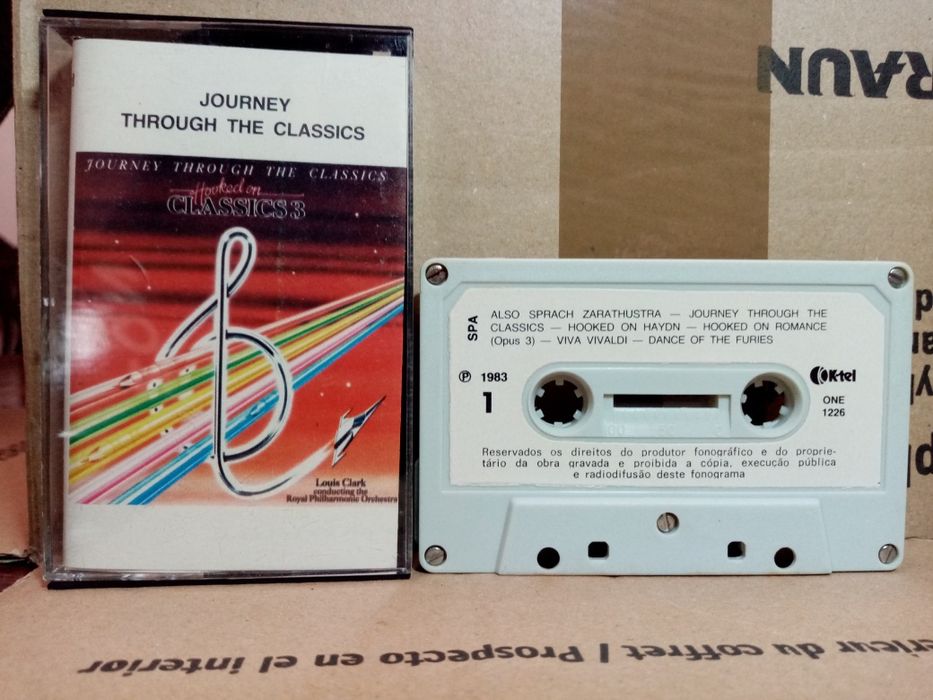 JOURNEY
THROUGH THE CLASSICS
JOURNEY THROUGH THE CLASSICS
Hooked on
CLASSICS 3
Louis Clark
conducting the
Royal Philharmonic Orchestra
SPA
ALSO SPRACH ZARATHUSTRA — JOURNEY THROUGH THE
CLASSICS — HOOKED ON HAYDN — HOOKED ON ROMANCE
(Opus 3) — VIVA VIVALDI — DANCE OF THE FURIES
Ⓟ 1983
1
K-tel
ONE
1226
Reservados os direitos do produtor fonográfico e do proprie-
tário da obra gravada e proibida a cópia, execução pública
e radiodifusão deste fonograma
RAUN
erieur du coffret / Prospecto en el interior